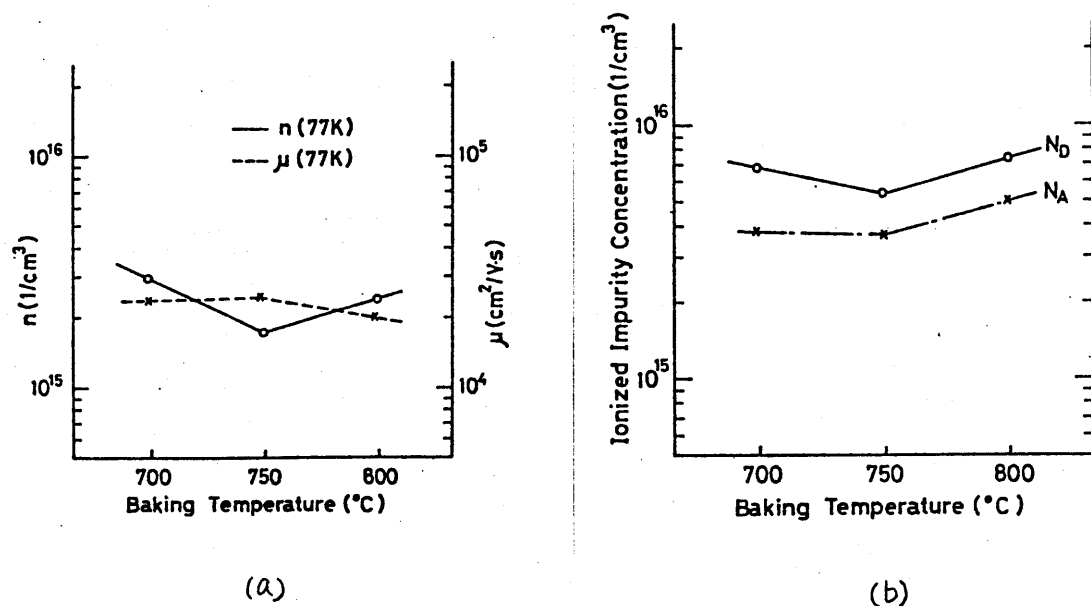 n (77K)
μ (77K)
10^16
10^15
n (1/cm^3)
10^5
10^4
μ (cm^2/V·s)
700 750 800
Baking Temperature (°C)
(a)
Ionized Impurity Concentration (1/cm^3)
10^16
10^15
N_D
N_A
700 750 800
Baking Temperature (°C)
(b)